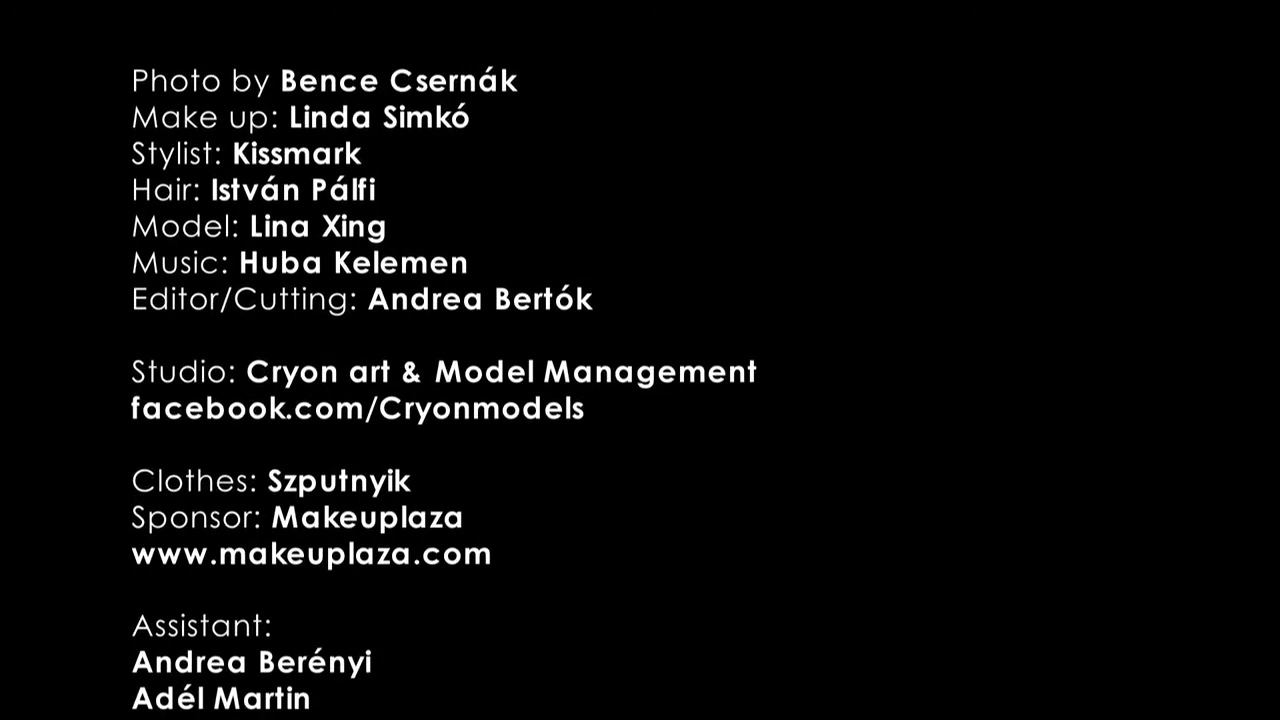 Photo by Bence Csernák
Make up: Linda Simkó
Stylist: Kissmark
Hair: István Pálfi
Model: Lina Xing
Music: Huba Kelemen
Editor/Cutting: Andrea Bertók
Studio: Cryon art & Model Management
facebook.com/Cryonmodels
Clothes: Szputnyik
Sponsor: Makeuplaza
www.makeuplaza.com
Assistant:
Andrea Berényi
Adél Martin